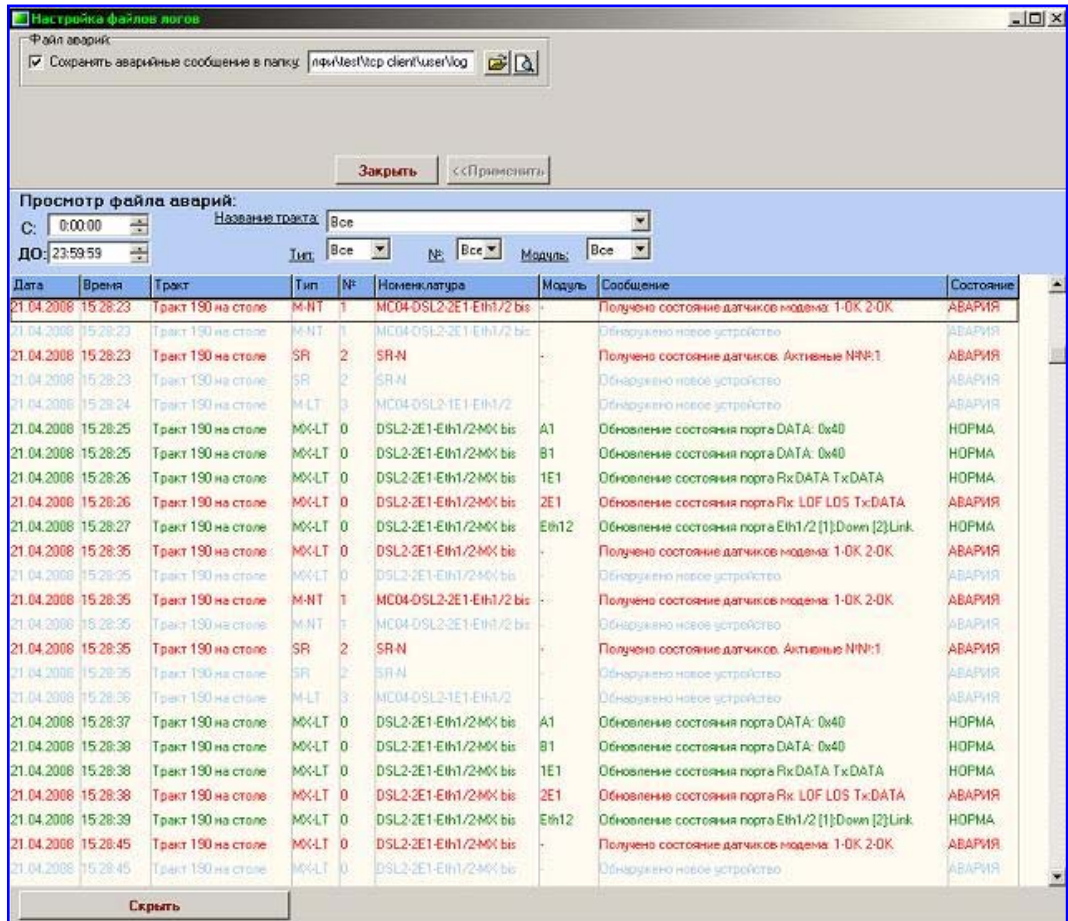 Настройка файлов логов
Файл аварий:
Сохранять аварийные сообщение в папку: лфи\test\tcp client\user\log
Закрыть <<Применить
Просмотр файла аварий:
С: 0:00:00 Название тракта: Все
ДО: 23:59:59 Тип: Все №: Все Модуль: Все
Дата Время Тракт Тип № Номенклатура Модуль Сообщение Состояние
21.04.2008 15:28:23 Тракт 190 на столе M-NT 1 MC04-DSL2-2E1-Eth1/2 bis - Получено состояние датчиков модема: 1-OK 2-OK АВАРИЯ
21.04.2008 15:28:23 Тракт 190 на столе M-NT 1 MC04-DSL2-2E1-Eth1/2 bis - Обнаружено новое устройство АВАРИЯ
21.04.2008 15:28:23 Тракт 190 на столе SR 2 SR-N - Получено состояние датчиков. Активные №№:1 АВАРИЯ
21.04.2008 15:28:23 Тракт 190 на столе SR 2 SR-N - Обнаружено новое устройство АВАРИЯ
21.04.2008 15:28:24 Тракт 190 на столе M-LT 3 MC04-DSL2-1E1-Eth1/2 - Обнаружено новое устройство АВАРИЯ
21.04.2008 15:28:25 Тракт 190 на столе MX-LT 0 DSL2-2E1-Eth1/2-MX bis A1 Обновление состояния порта DATA: 0x40 НОРМА
21.04.2008 15:28:25 Тракт 190 на столе MX-LT 0 DSL2-2E1-Eth1/2-MX bis B1 Обновление состояния порта DATA: 0x40 НОРМА
21.04.2008 15:28:26 Тракт 190 на столе MX-LT 0 DSL2-2E1-Eth1/2-MX bis 1E1 Обновление состояния порта Rx:DATA Tx:DATA НОРМА
21.04.2008 15:28:26 Тракт 190 на столе MX-LT 0 DSL2-2E1-Eth1/2-MX bis 2E1 Обновление состояния порта Rx: LOF LOS Tx:DATA АВАРИЯ
21.04.2008 15:28:27 Тракт 190 на столе MX-LT 0 DSL2-2E1-Eth1/2-MX bis Eth12 Обновление состояния порта Eth1/2 [1]:Down [2]:Link. НОРМА
21.04.2008 15:28:35 Тракт 190 на столе MX-LT 0 DSL2-2E1-Eth1/2-MX bis - Получено состояние датчиков модема: 1-OK 2-OK АВАРИЯ
21.04.2008 15:28:35 Тракт 190 на столе MX-LT 0 DSL2-2E1-Eth1/2-MX bis - Обнаружено новое устройство АВАРИЯ
21.04.2008 15:28:35 Тракт 190 на столе M-NT 1 MC04-DSL2-2E1-Eth1/2 bis - Получено состояние датчиков модема: 1-OK 2-OK АВАРИЯ
21.04.2008 15:28:35 Тракт 190 на столе M-NT 1 MC04-DSL2-2E1-Eth1/2 bis - Обнаружено новое устройство АВАРИЯ
21.04.2008 15:28:35 Тракт 190 на столе SR 2 SR-N - Получено состояние датчиков. Активные №№:1 АВАРИЯ
21.04.2008 15:28:35 Тракт 190 на столе SR 2 SR-N - Обнаружено новое устройство АВАРИЯ
21.04.2008 15:28:36 Тракт 190 на столе M-LT 3 MC04-DSL2-1E1-Eth1/2 - Обнаружено новое устройство АВАРИЯ
21.04.2008 15:28:37 Тракт 190 на столе MX-LT 0 DSL2-2E1-Eth1/2-MX bis A1 Обновление состояния порта DATA: 0x40 НОРМА
21.04.2008 15:28:38 Тракт 190 на столе MX-LT 0 DSL2-2E1-Eth1/2-MX bis B1 Обновление состояния порта DATA: 0x40 НОРМА
21.04.2008 15:28:38 Тракт 190 на столе MX-LT 0 DSL2-2E1-Eth1/2-MX bis 1E1 Обновление состояния порта Rx:DATA Tx:DATA НОРМА
21.04.2008 15:28:38 Тракт 190 на столе MX-LT 0 DSL2-2E1-Eth1/2-MX bis 2E1 Обновление состояния порта Rx: LOF LOS Tx:DATA АВАРИЯ
21.04.2008 15:28:39 Тракт 190 на столе MX-LT 0 DSL2-2E1-Eth1/2-MX bis Eth12 Обновление состояния порта Eth1/2 [1]:Down [2]:Link. НОРМА
21.04.2008 15:28:45 Тракт 190 на столе MX-LT 0 DSL2-2E1-Eth1/2-MX bis - Получено состояние датчиков модема: 1-OK 2-OK АВАРИЯ
21.04.2008 15:28:45 Тракт 190 на столе MX-LT 0 DSL2-2E1-Eth1/2-MX bis - Обнаружено новое устройство АВАРИЯ
Скрыть